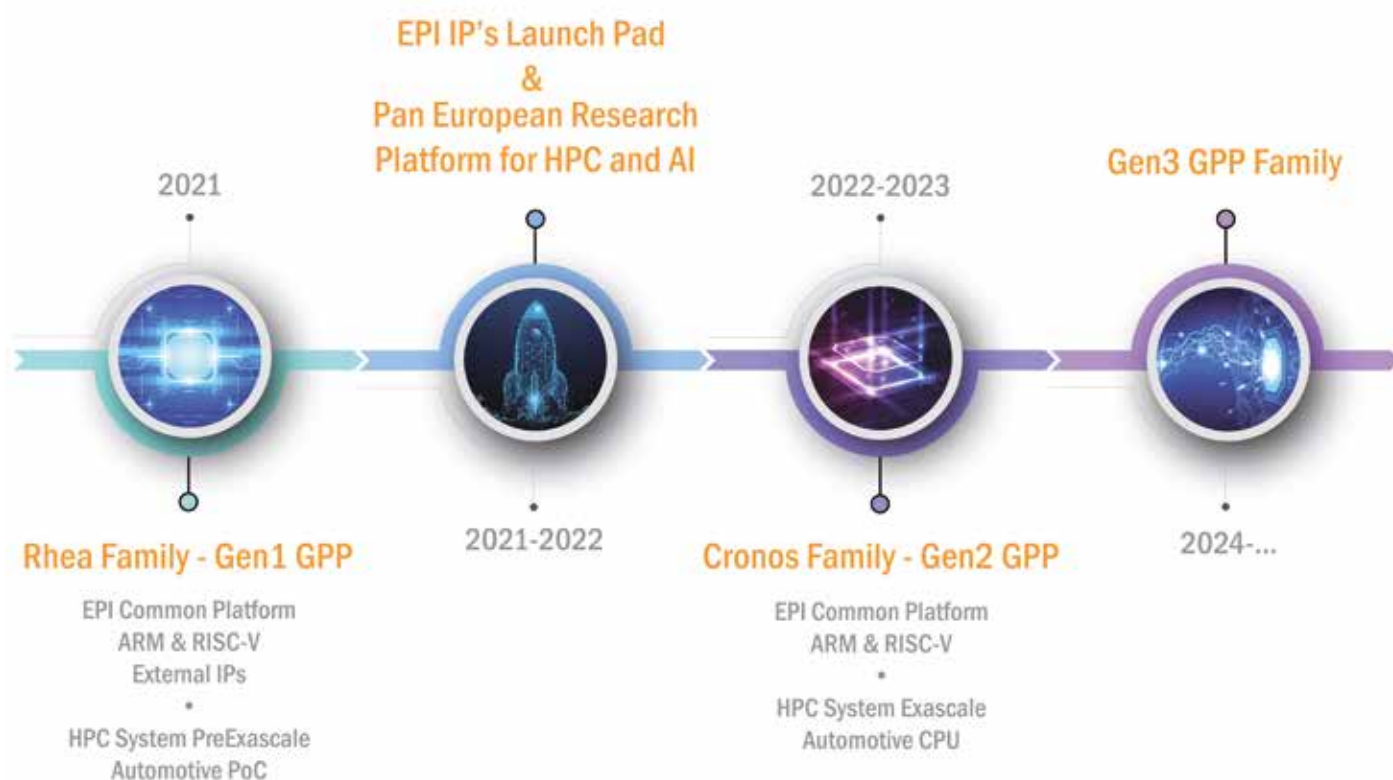 2021
Rhea Family - Gen1 GPP
EPI Common Platform
ARM & RISC-V
External IPs
•
HPC System PreExascale
Automotive PoC
EPI IP's Launch Pad
&
Pan European Research
Platform for HPC and AI
2021-2022
2022-2023
Cronos Family - Gen2 GPP
EPI Common Platform
ARM & RISC-V
•
HPC System Exascale
Automotive CPU
Gen3 GPP Family
2024-...